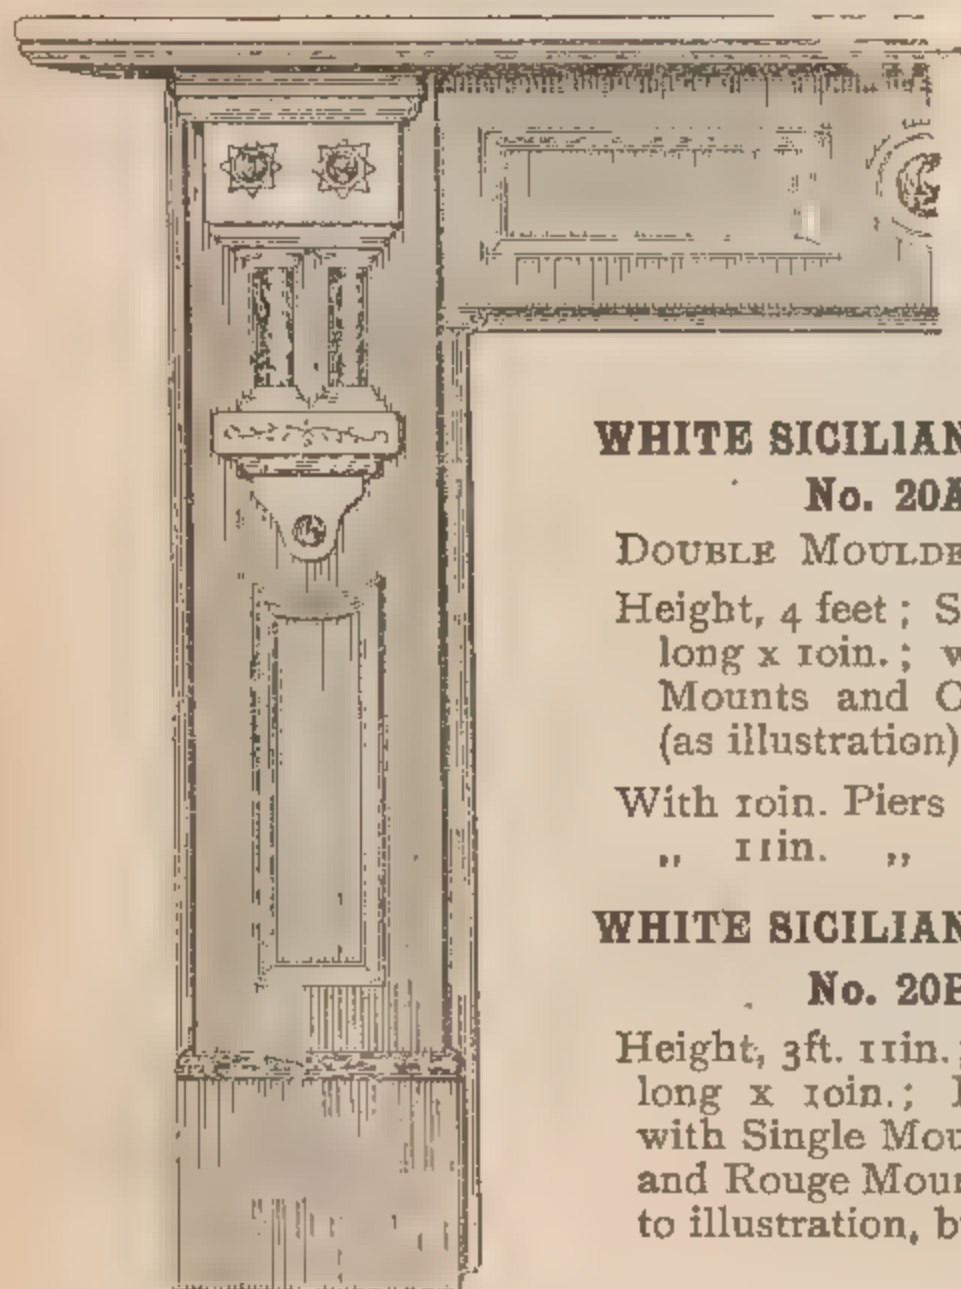 WHITE SICILIAN
No. 20A
DOUBLE MOULDE
Height, 4 feet ; S
long x 10in. ; w
Mounts and C
(as illustration)
With 10in. Piers
„ 11in. „
WHITE SICILIAN
No. 20B
Height, 3ft. 11in. ;
long x 10in. ;
with Single Mou
and Rouge Moun
to illustration, b